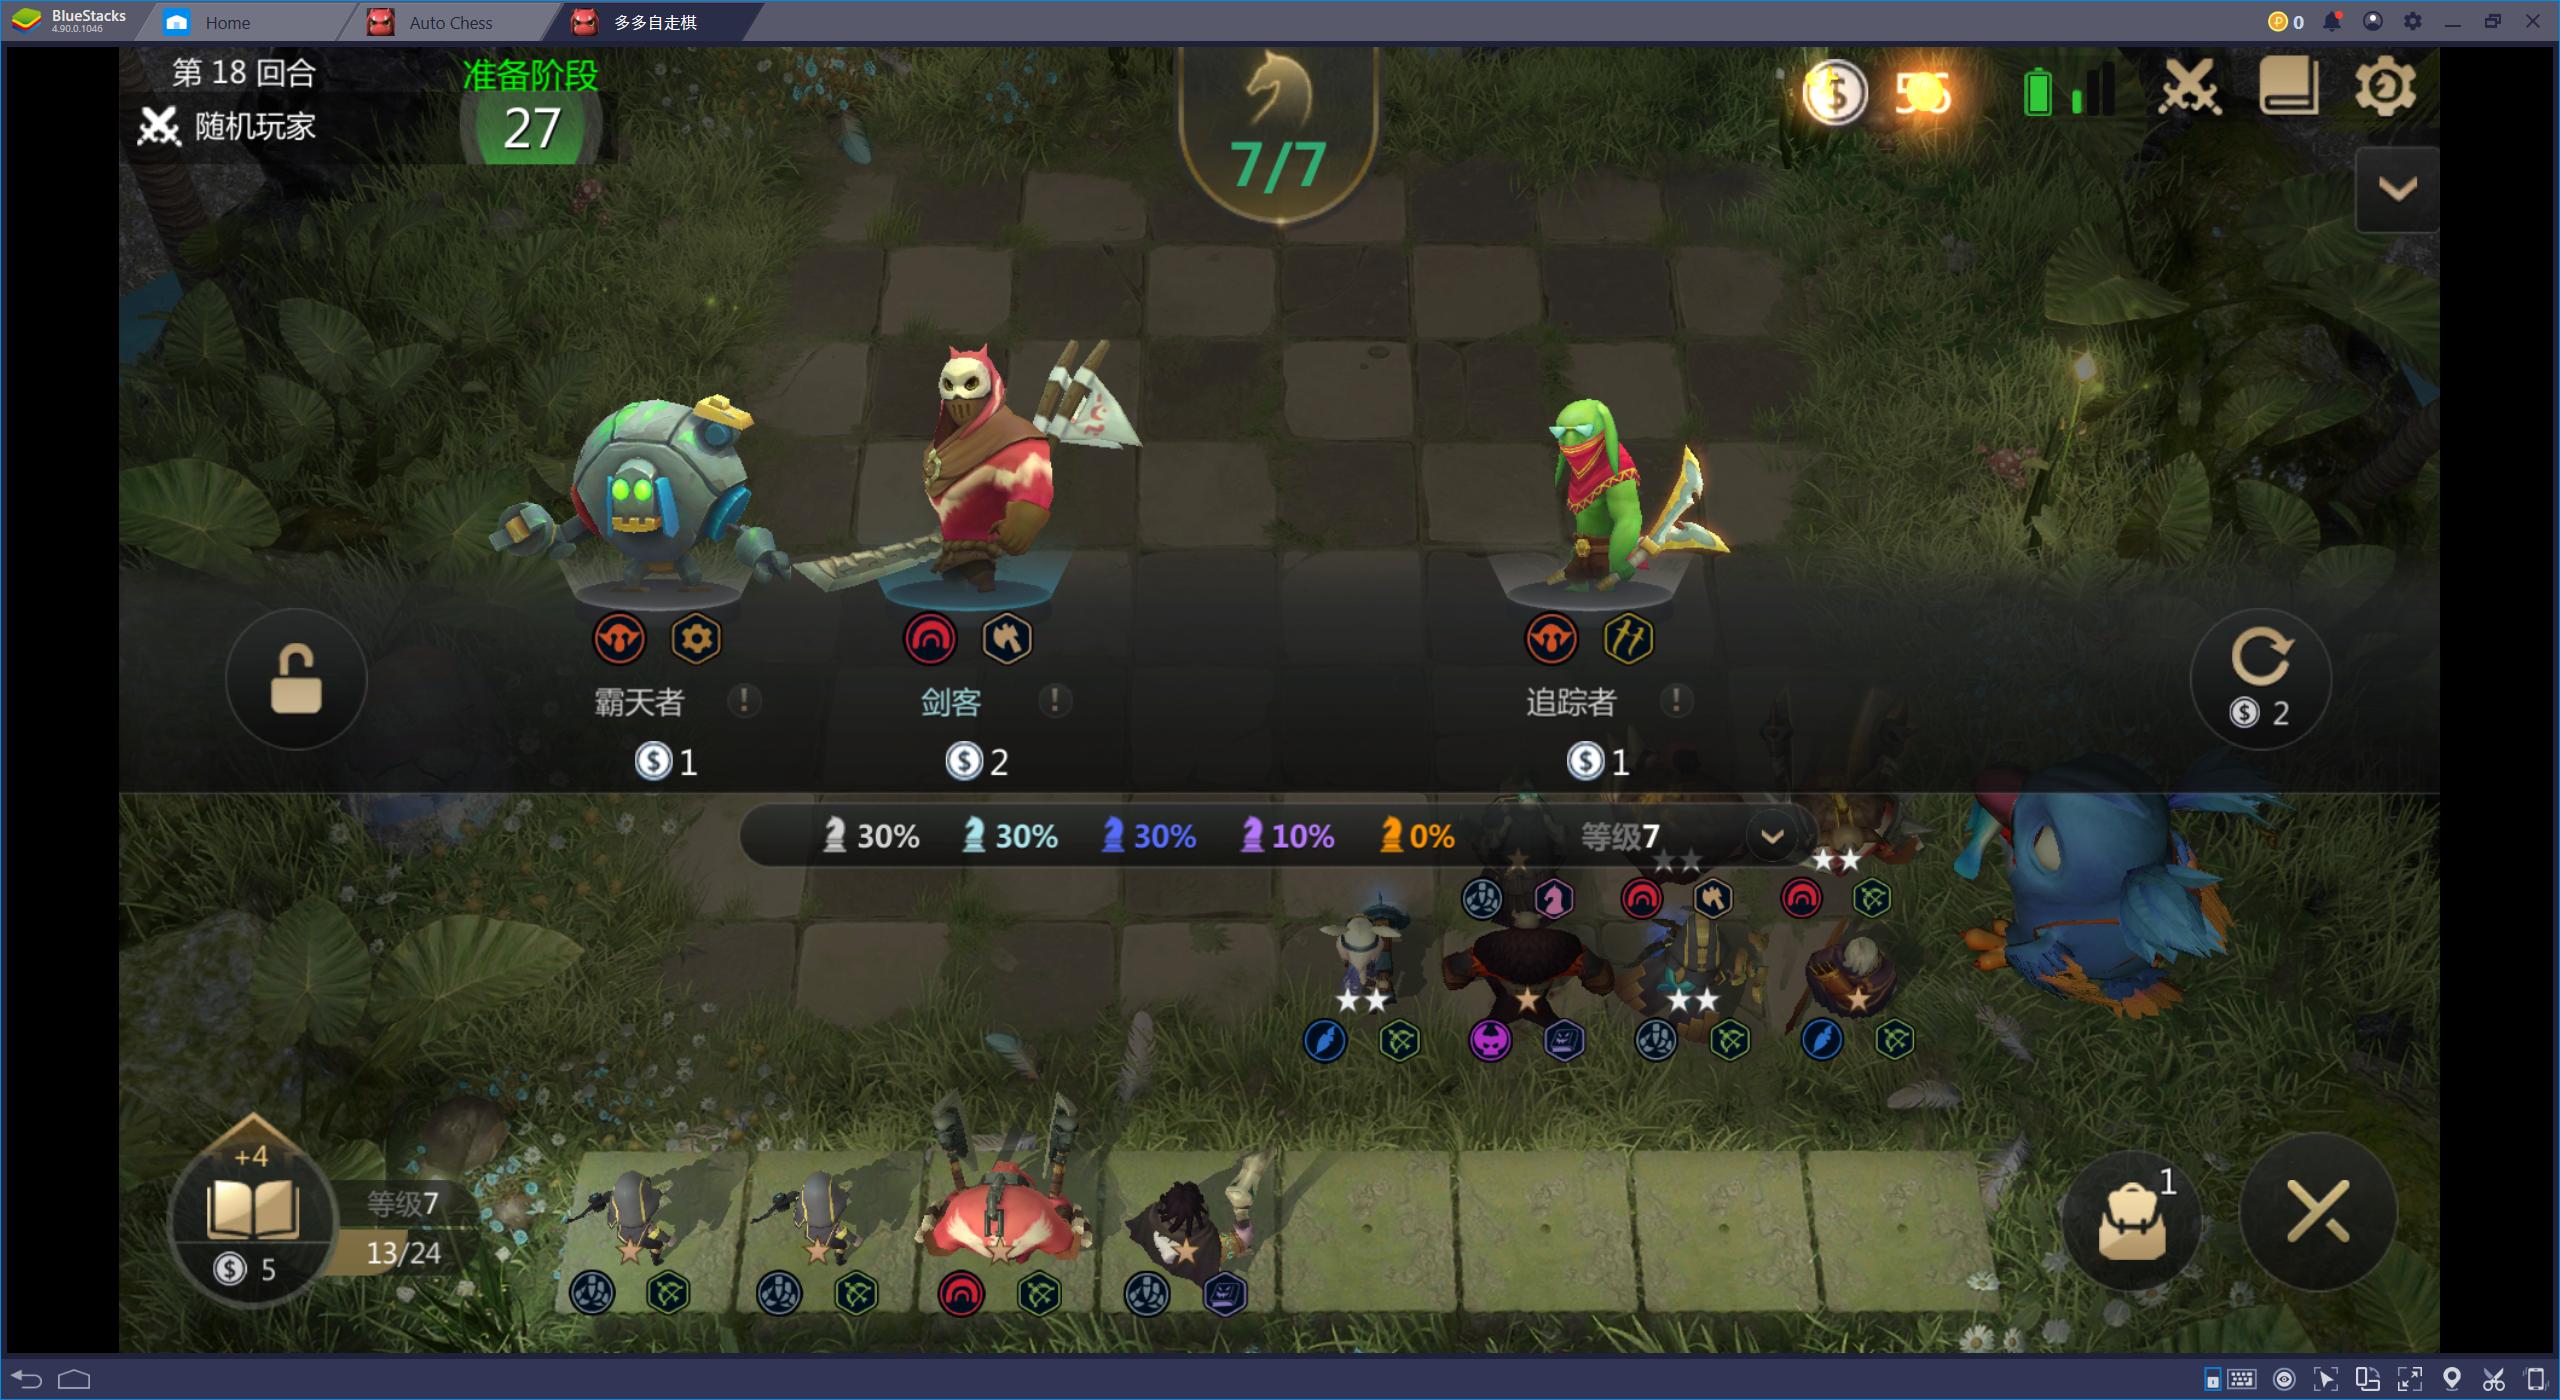 BlueStacks
4.90.0.1046
Home
Auto Chess
多多自走棋
0
第 18 回合
准备阶段
随机玩家
27
7/7
霸天者
剑客
追踪者
1
2
1
2
30%
30%
30%
10%
0%
等级7
+4
等级7
13/24
5
1